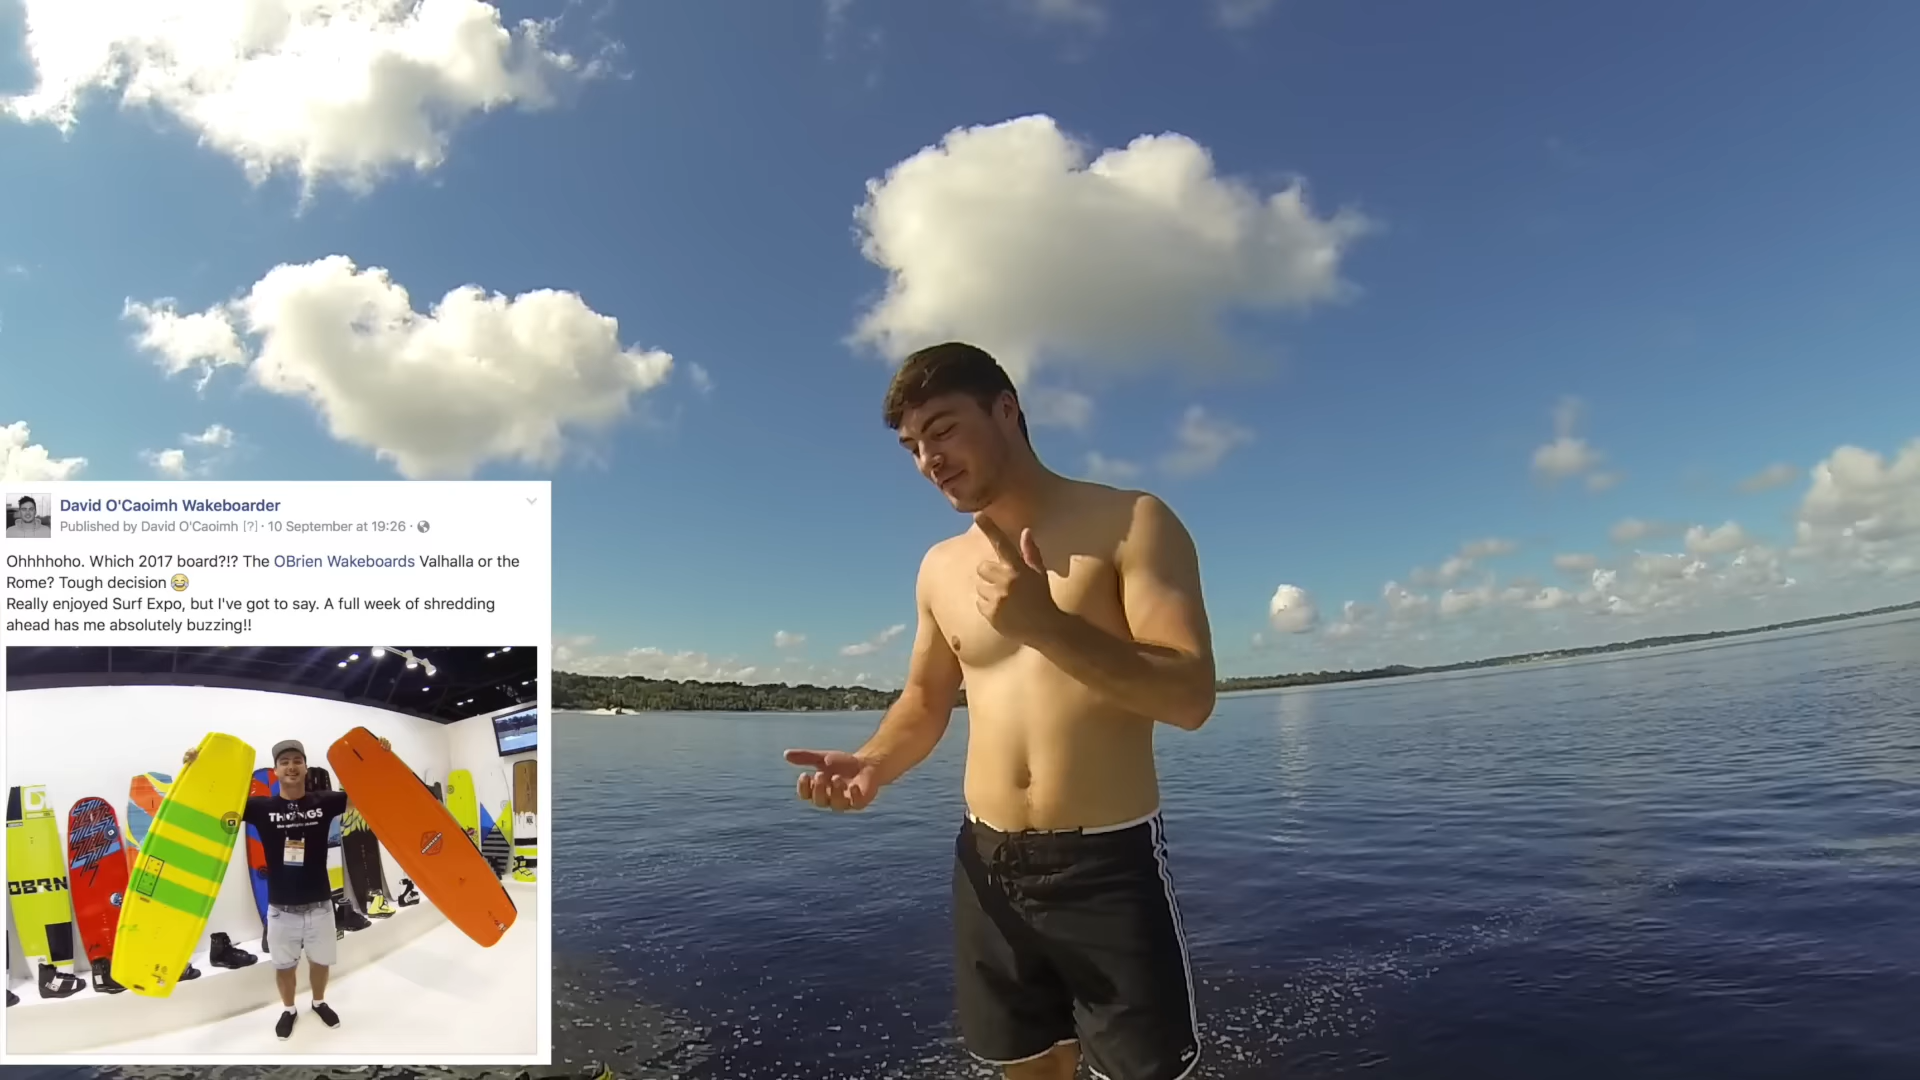 David O'Caoimh Wakeboarder
Published by David O'Caoimh [?] · 10 September at 19:26 ·
Ohhhhoho. Which 2017 board?!? The OBrien Wakeboards Valhalla or the
Rome? Tough decision 😂
Really enjoyed Surf Expo, but I've got to say. A full week of shredding
ahead has me absolutely buzzing!!
OBRN